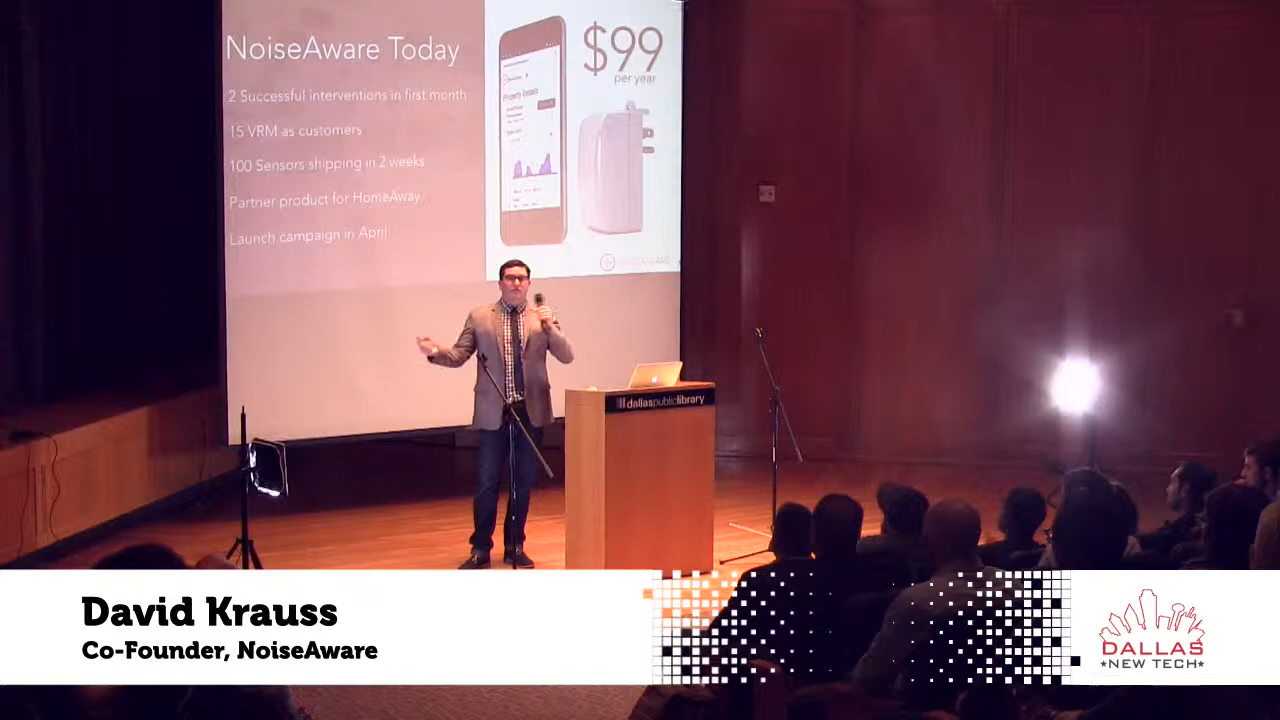 NoiseAware Today
2 Successful interventions in first month
15 VRM as customers
100 Sensors shipping in 2 weeks
Partner product for HomeAway
Launch campaign in April
$99
per year
Property Details
dallaspubliclibrary
David Krauss
Co-Founder, NoiseAware
DALLAS
NEW TECH